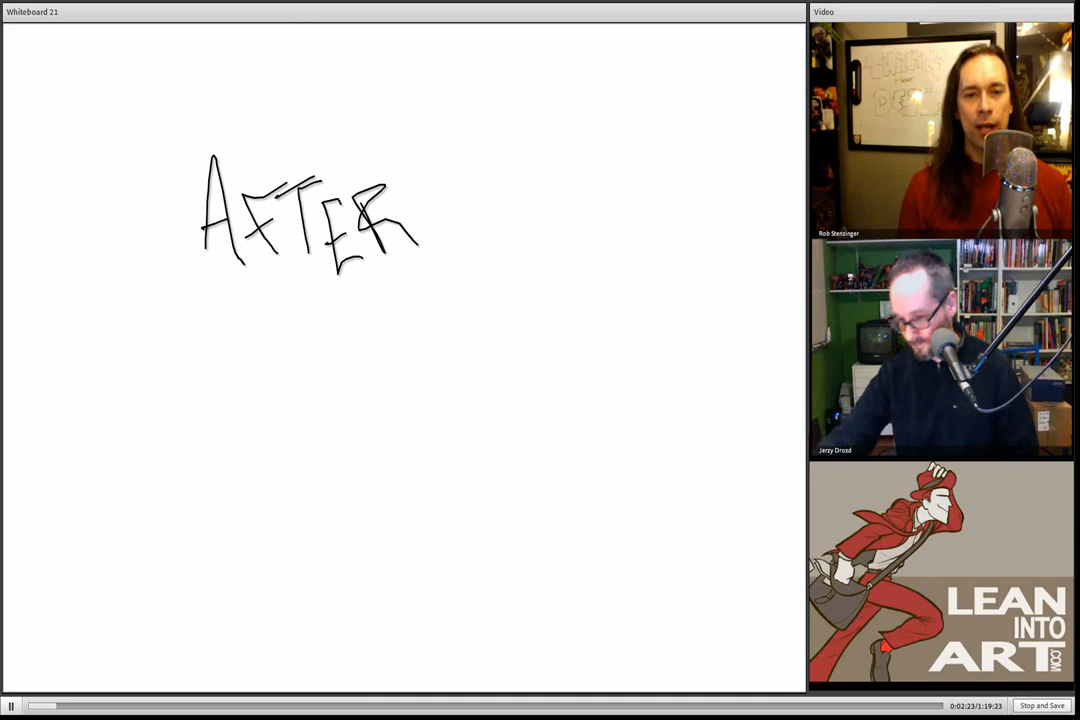 Whiteboard 21
Video
AFTER
Rob Stenzinger
Jerzy Drozd
LEAN
INTO
ART
.COM
0:02:23/1:19:23
Stop and Save